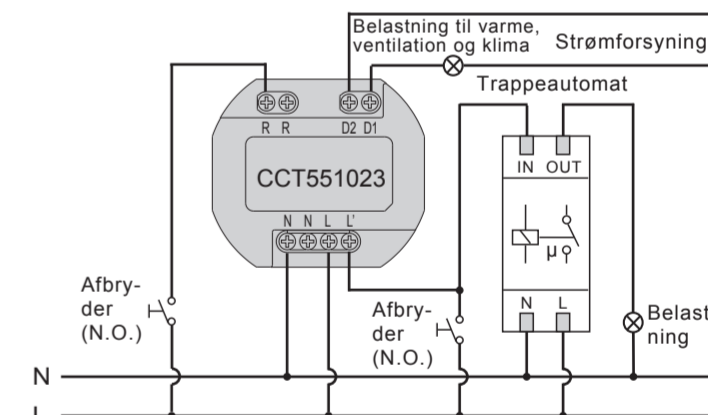 Belastning til varme,
ventilation og klima
Strømforsyning
Trappeautomat
R R D2 D1
IN OUT
CCT551023
N N L L'
µ
N L
Afbry-
der
(N.O.)
Afbry-
der
(N.O.)
Belast
ning
N
L